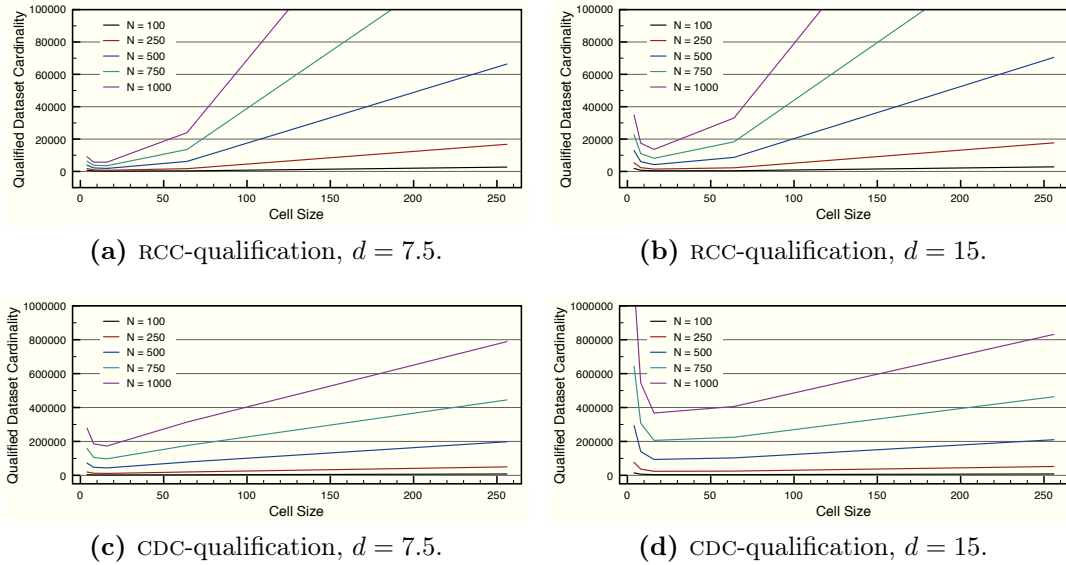 Qualified Dataset Cardinality
100000
80000
60000
40000
20000
0
N = 100
N = 250
N = 500
N = 750
N = 1000
0 50 100 150 200 250
Cell Size
(a) RCC-qualification, d = 7.5.
Qualified Dataset Cardinality
100000
80000
60000
40000
20000
0
N = 100
N = 250
N = 500
N = 750
N = 1000
0 50 100 150 200 250
Cell Size
(b) RCC-qualification, d = 15.
Qualified Dataset Cardinality
1000000
800000
600000
400000
200000
0
N = 100
N = 250
N = 500
N = 750
N = 1000
0 50 100 150 200 250
Cell Size
(c) CDC-qualification, d = 7.5.
Qualified Dataset Cardinality
1000000
800000
600000
400000
200000
0
N = 100
N = 250
N = 500
N = 750
N = 1000
0 50 100 150 200 250
Cell Size
(d) CDC-qualification, d = 15.